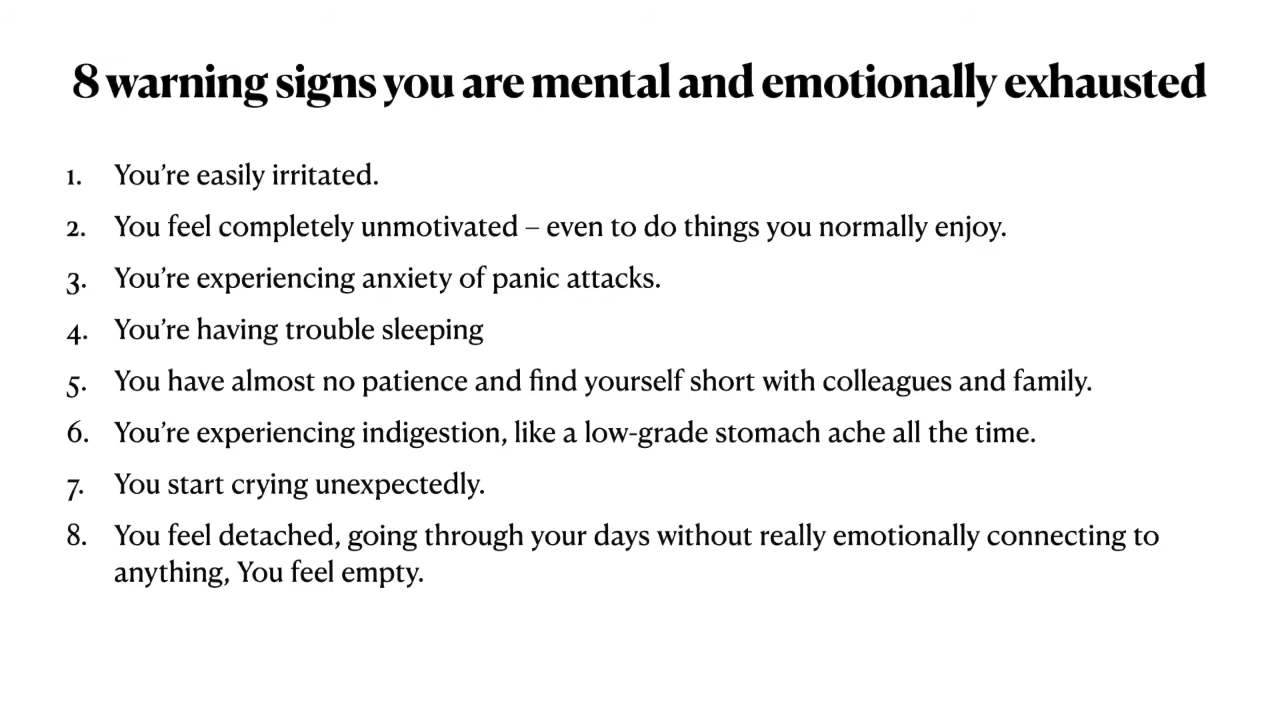 8 warning signs you are mental and emotionally exhausted
1. You’re easily irritated.
2. You feel completely unmotivated – even to do things you normally enjoy.
3. You’re experiencing anxiety of panic attacks.
4. You’re having trouble sleeping
5. You have almost no patience and find yourself short with colleagues and family.
6. You’re experiencing indigestion, like a low-grade stomach ache all the time.
7. You start crying unexpectedly.
8. You feel detached, going through your days without really emotionally connecting to
anything, You feel empty.